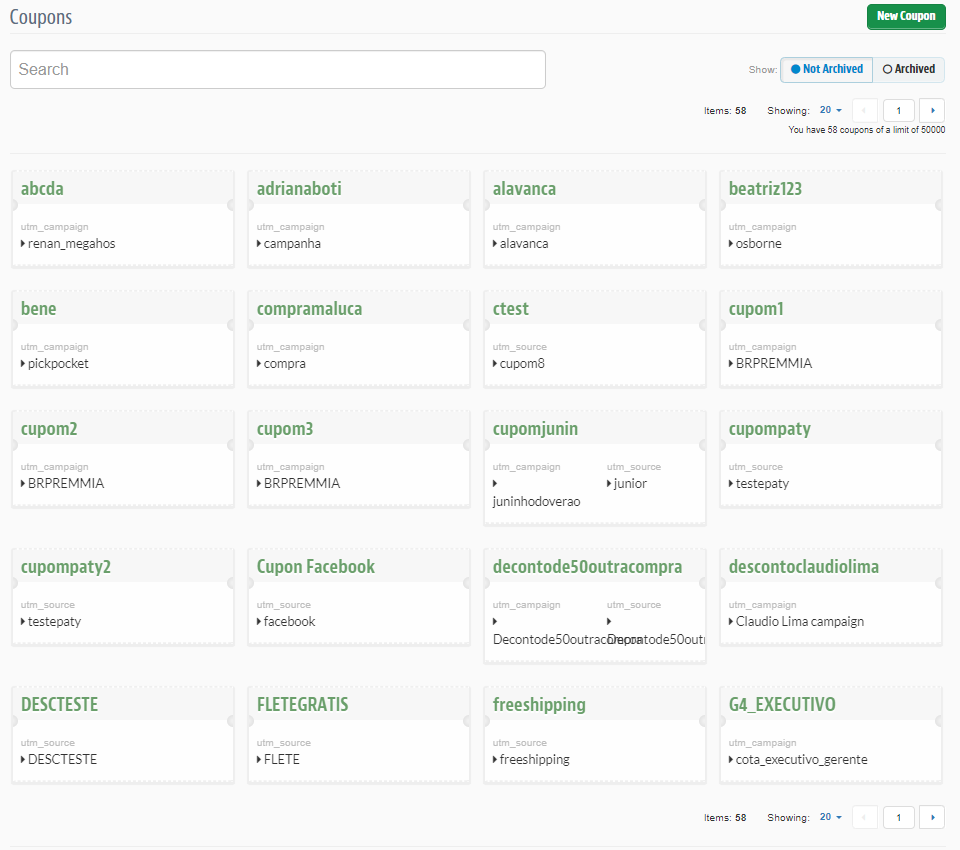 Coupons
New Coupon
Search
Show: Not Archived Archived
Items: 58 Showing: 20 1
You have 58 coupons of a limit of 50000
abcda adrianaboti alavanca beatriz123
utm_campaign utm_campaign utm_campaign utm_campaign
renan_megahos campanha alavanca osborne
bene compramaluca ctest cupom1
utm_campaign utm_campaign utm_source utm_campaign
pickpocket compra cupom8 BRPREMMIA
cupom2 cupom3 cupomjunin cupompaty
utm_campaign utm_campaign utm_campaign utm_source utm_source
BRPREMMIA BRPREMMIA junior testepaty
juninhodoverao
cupompaty2 Cupon Facebook decontode50outracompra descontoclaudiolima
utm_source utm_source utm_campaign utm_source utm_campaign
testepaty facebook Claudio Lima campaign
DESCTESTE FLETEGRATIS freeshipping G4_EXECUTIVO
utm_source utm_source utm_source utm_campaign
DESCTESTE FLETE freeshipping cota_executivo_gerente
Items: 58 Showing: 20 1